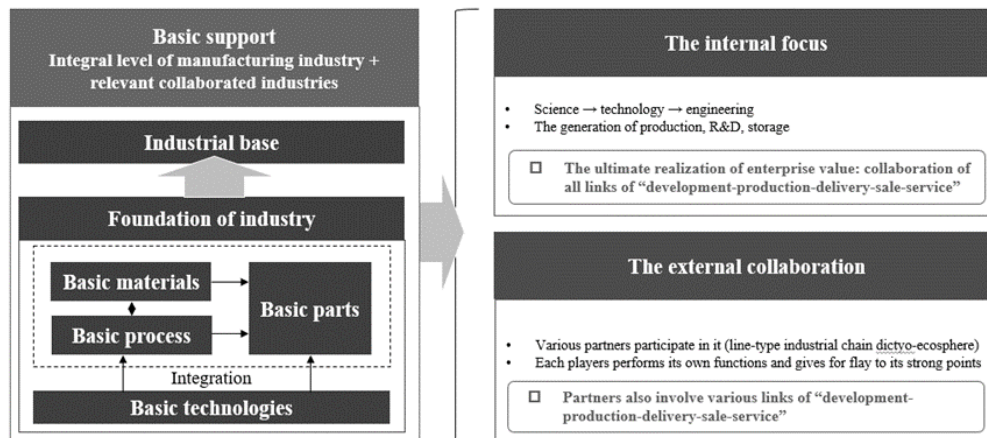 Basic support
Integral level of manufacturing industry +
relevant collaborated industries
Industrial base
Foundation of industry
Basic materials
Basic process
Basic parts
Integration
Basic technologies
The internal focus
• Science → technology → engineering
• The generation of production, R&D, storage
The ultimate realization of enterprise value: collaboration of
all links of “development-production-delivery-sale-service”
The external collaboration
• Various partners participate in it (line-type industrial chain dictyo-ecosphere)
• Each players performs its own functions and gives for flay to its strong points
Partners also involve various links of “development-
production-delivery-sale-service”